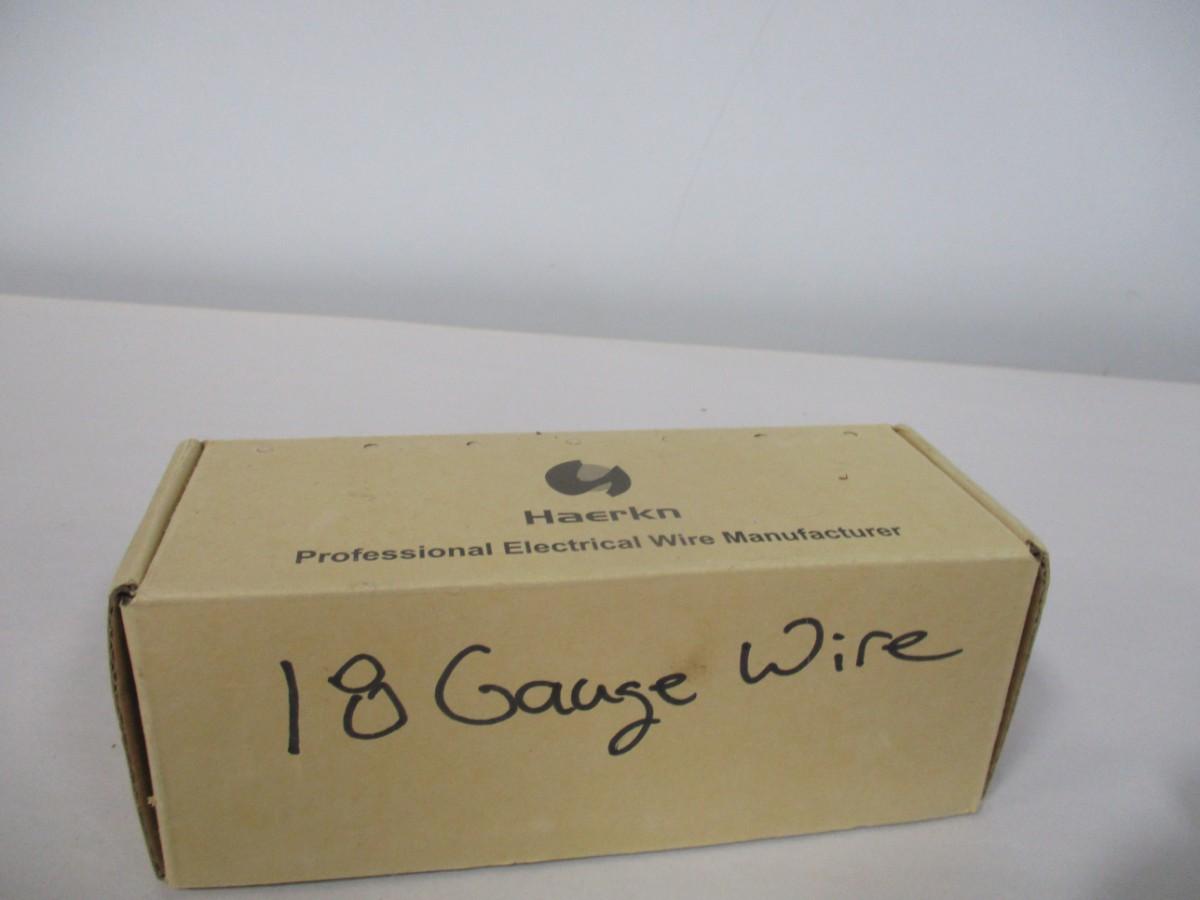 Haerkn
Professional Electrical Wire Manufacturer
18 Gauge Wire